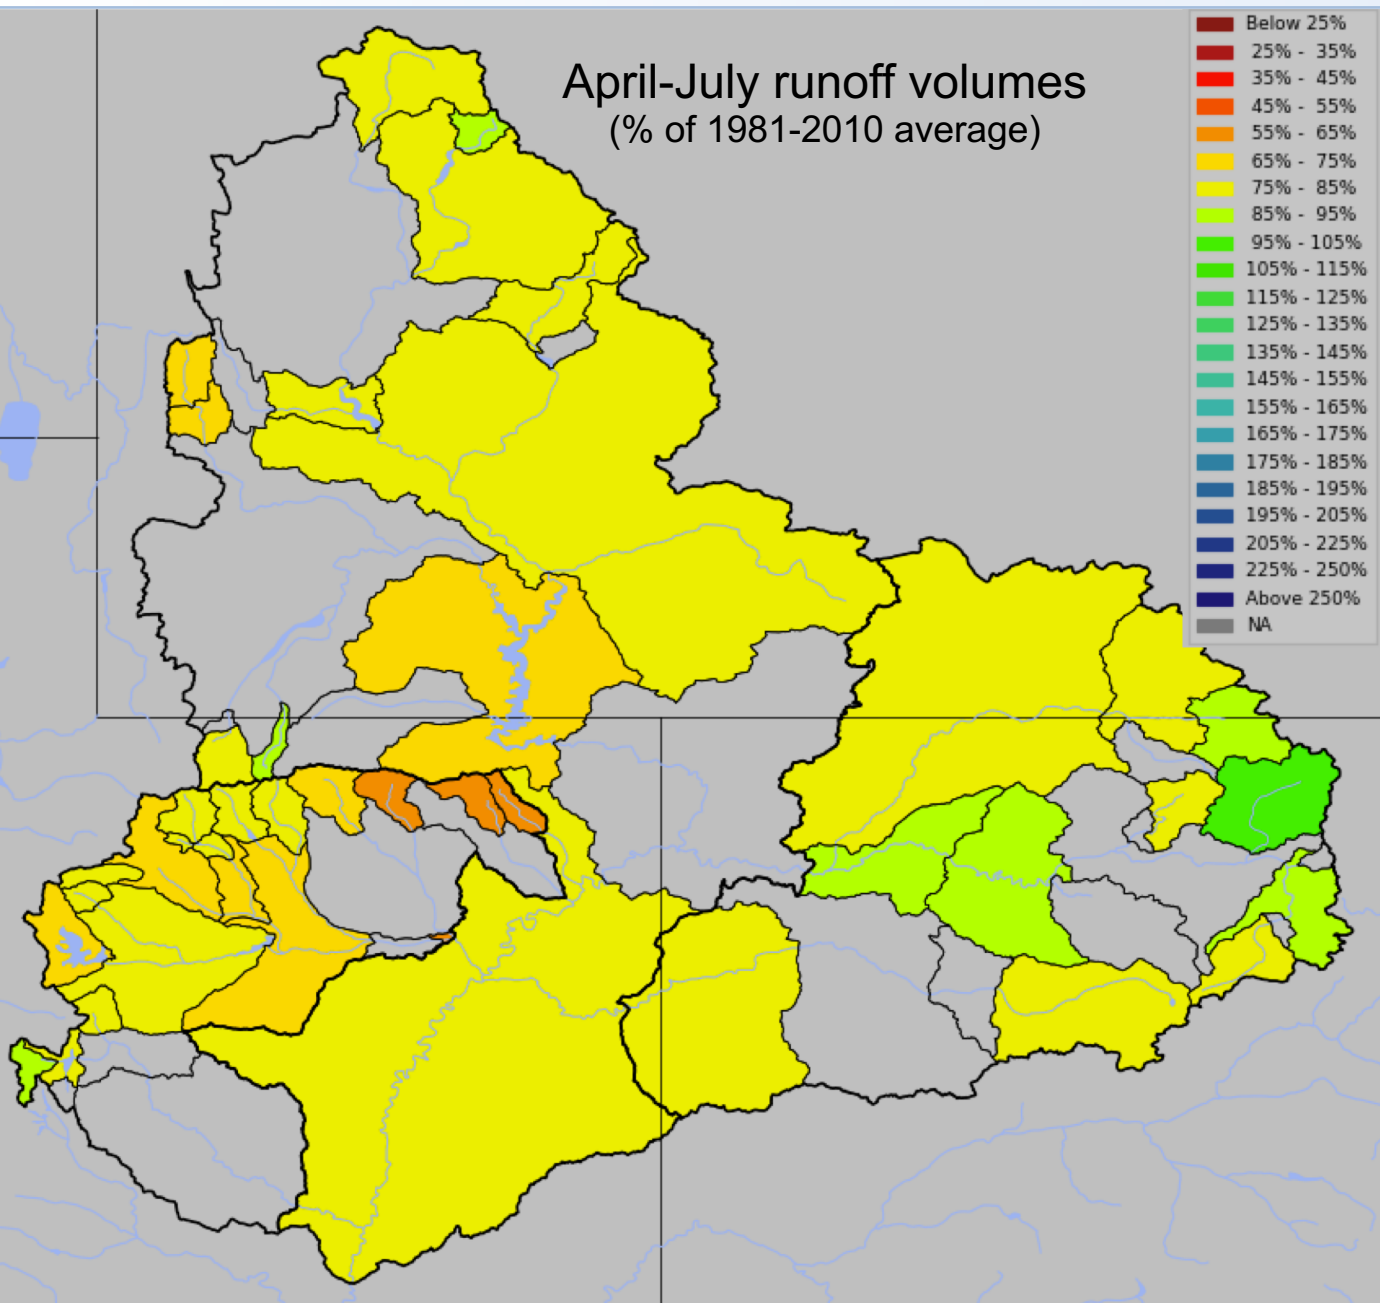 April-July runoff volumes
(% of 1981-2010 average)
Below 25%
25% - 35%
35% - 45%
45% - 55%
55% - 65%
65% - 75%
75% - 85%
85% - 95%
95% - 105%
105% - 115%
115% - 125%
125% - 135%
135% - 145%
145% - 155%
155% - 165%
165% - 175%
175% - 185%
185% - 195%
195% - 205%
205% - 225%
225% - 250%
Above 250%
NA